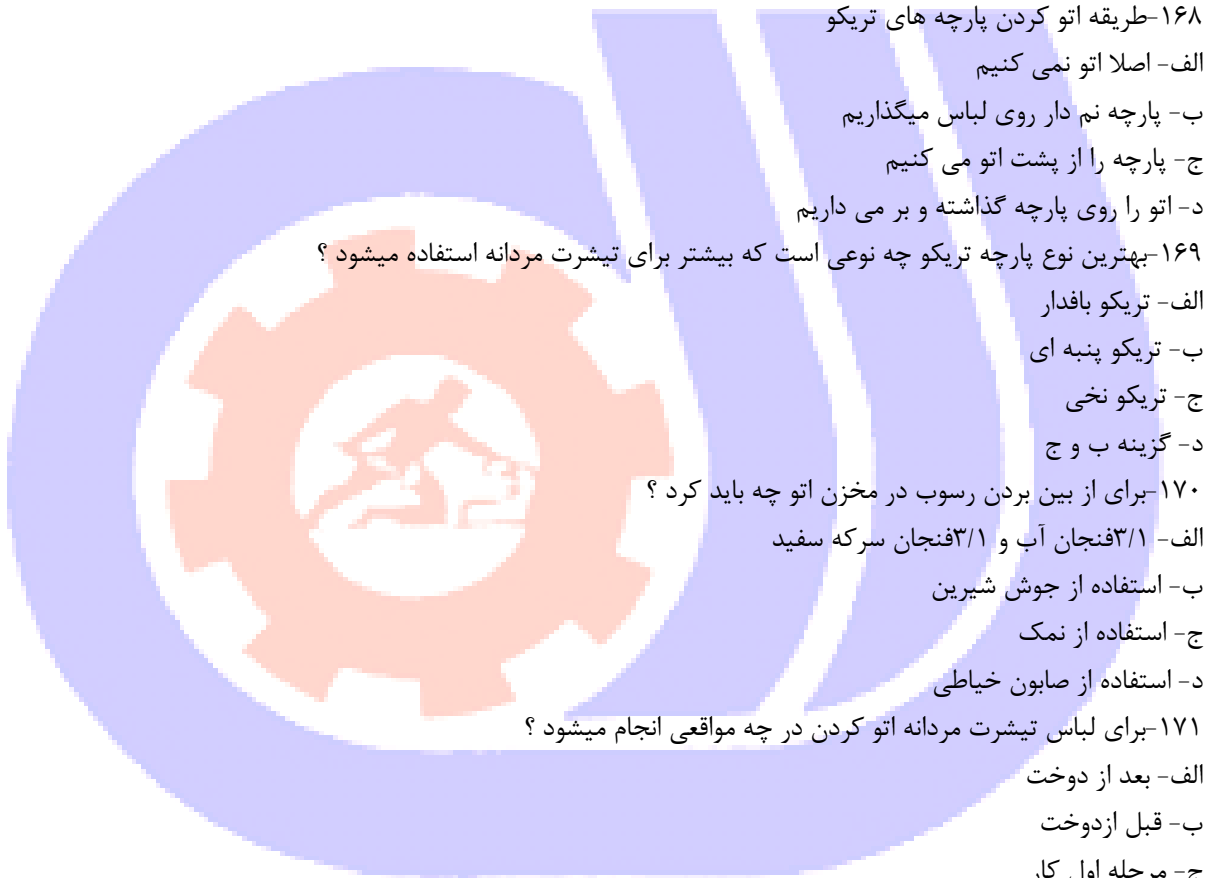 ۱۶۸-طریقه اتو کردن پارچه های تریکو
الف- اصلا اتو نمی کنیم
ب- پارچه نم دار روی لباس میگذاریم
ج- پارچه را از پشت اتو می کنیم
د- اتو را روی پارچه گذاشته و بر می داریم
۱۶۹-بهترین نوع پارچه تریکو چه نوعی است که بیشتر برای تیشرت مردانه استفاده میشود ؟
الف- تریکو بافدار
ب- تریکو پنبه ای
ج- تریکو نخی
د- گزینه ب و ج
۱۷۰-برای از بین بردن رسوب در مخزن اتو چه باید کرد ؟
الف- ۳/۱فنجان آب و ۳/۱فنجان سرکه سفید
ب- استفاده از جوش شیرین
ج- استفاده از نمک
د- استفاده از صابون خیاطی
۱۷۱-برای لباس تیشرت مردانه اتو کردن در چه مواقعی انجام میشود ؟
الف- بعد از دوخت
ب- قبل ازدوخت
ج- مرحله اول کار